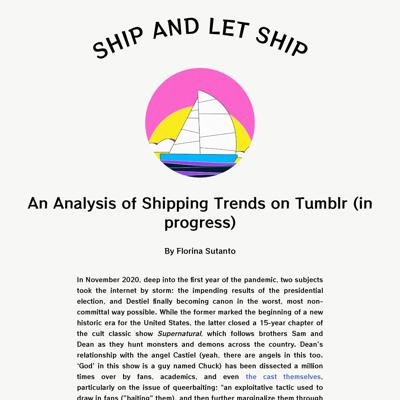 SHIP AND LET SHIP
An Analysis of Shipping Trends on Tumblr (in
progress)
By Florina Sutanto
In November 2020, deep into the first year of the pandemic, two subjects
took the internet by storm: the impending results of the presidential
election, and Destiel finally becoming canon in the worst, most non-
committal way possible. While the former marked the beginning of a new
historic era for the United States, the latter closed a 15-year chapter of
the cult classic show Supernatural, which follows brothers Sam and
Dean as they hunt monsters and demons across the country. Dean's
relationship with the angel Castiel (yeah, there are angels in this too.
'God' in this show is a guy named Chuck) has been dissected a million
times over by fans, academics, and even the cast themselves,
particularly on the issue of queerbaiting: "an exploitative tactic used to
draw in fans ("baiting" them), and then further marginalize them through